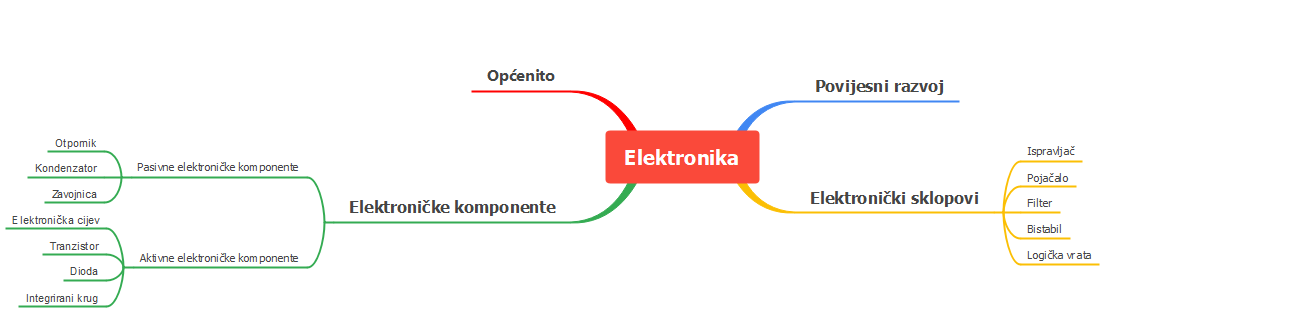 Elektronika
Općenito
Povijesni razvoj
Elektroničke komponente
Pasivne elektroničke komponente
Otpornik
Kondenzator
Zavojnica
Aktivne elektroničke komponente
Elektronička cijev
Tranzistor
Dioda
Integrirani krug
Elektronički sklopovi
Ispravljač
Pojačalo
Filter
Bistabil
Logička vrata